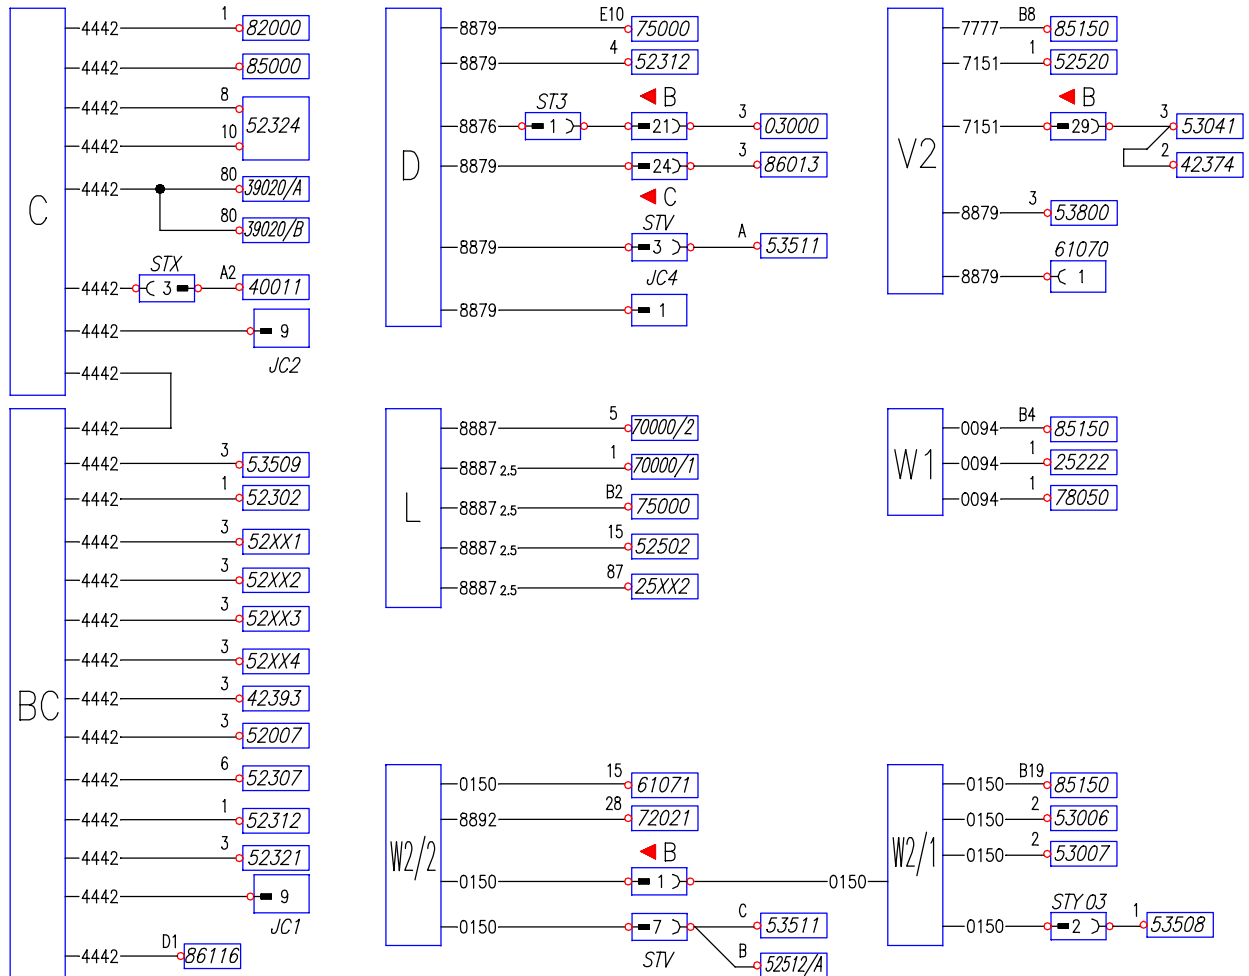 C
4442 1 82000
4442 85000
4442 8 52324
4442 10
4442 80 39020/A
80 39020/B
STX
4442 3 A2 40011
4442 9
JC2
4442
BC
4442
4442 3 53509
4442 1 52302
4442 3 52XX1
4442 3 52XX2
4442 3 52XX3
4442 3 52XX4
4442 3 42393
4442 3 52007
4442 6 52307
4442 1 52312
4442 3 52321
4442 9
JC1
4442 D1 86116
D
8879 E10 75000
8879 4 52312
ST3 B
8876 1 21 3 03000
8879 24 3 86013
C
STV
8879 3 A 53511
JC4
8879 1
L
8887 5 70000/2
8887 2.5 1 70000/1
8887 2.5 B2 75000
8887 2.5 15 52502
8887 2.5 87 25XX2
W2/2
0150 15 61071
8892 28 72021
B
0150 1 0150
0150 7 C 53511
STV B 52512/A
V2
7777 B8 85150
7151 1 52520
B
7151 29 3 53041
2 42374
8879 3 53800
61070
8879 1
W1
0094 B4 85150
0094 1 25222
0094 1 78050
W2/1
0150 B19 85150
0150 2 53006
0150 2 53007
STY 03
0150 2 1 53508